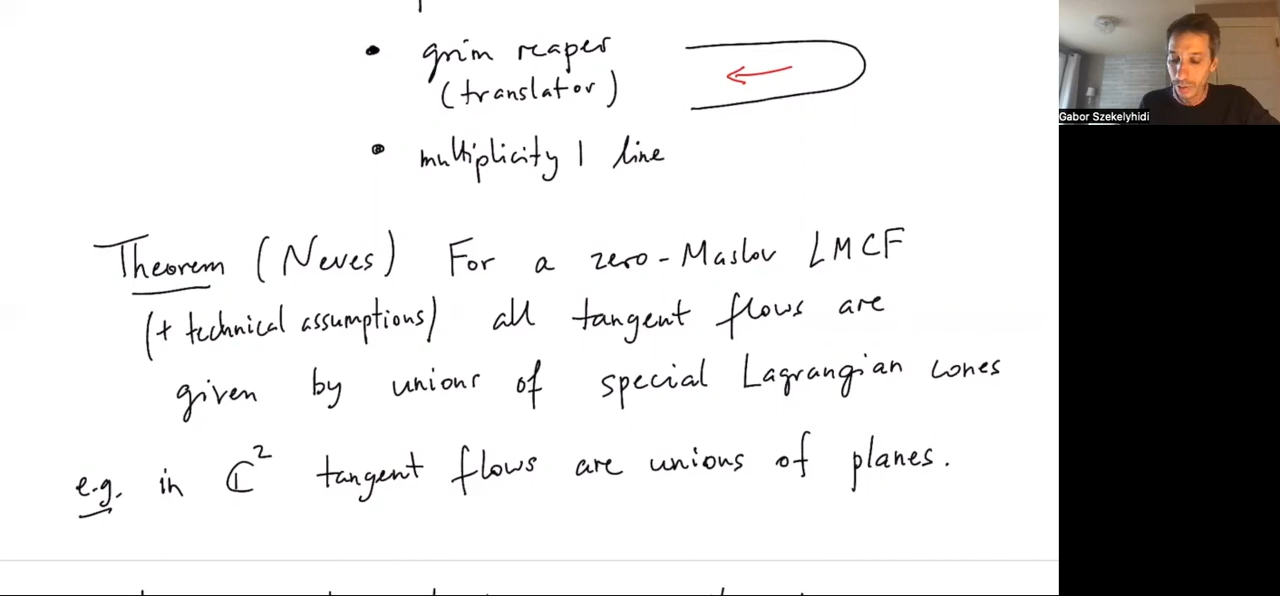 • grim reaper
(translator)
• multiplicity 1 line
Gabor Szekelyhidi
Theorem (Neves) For a zero-Maslov LMCF
(+ technical assumptions) all tangent flows are
given by unions of special Lagrangian cones
e.g. in ℂ² tangent flows are unions of planes.